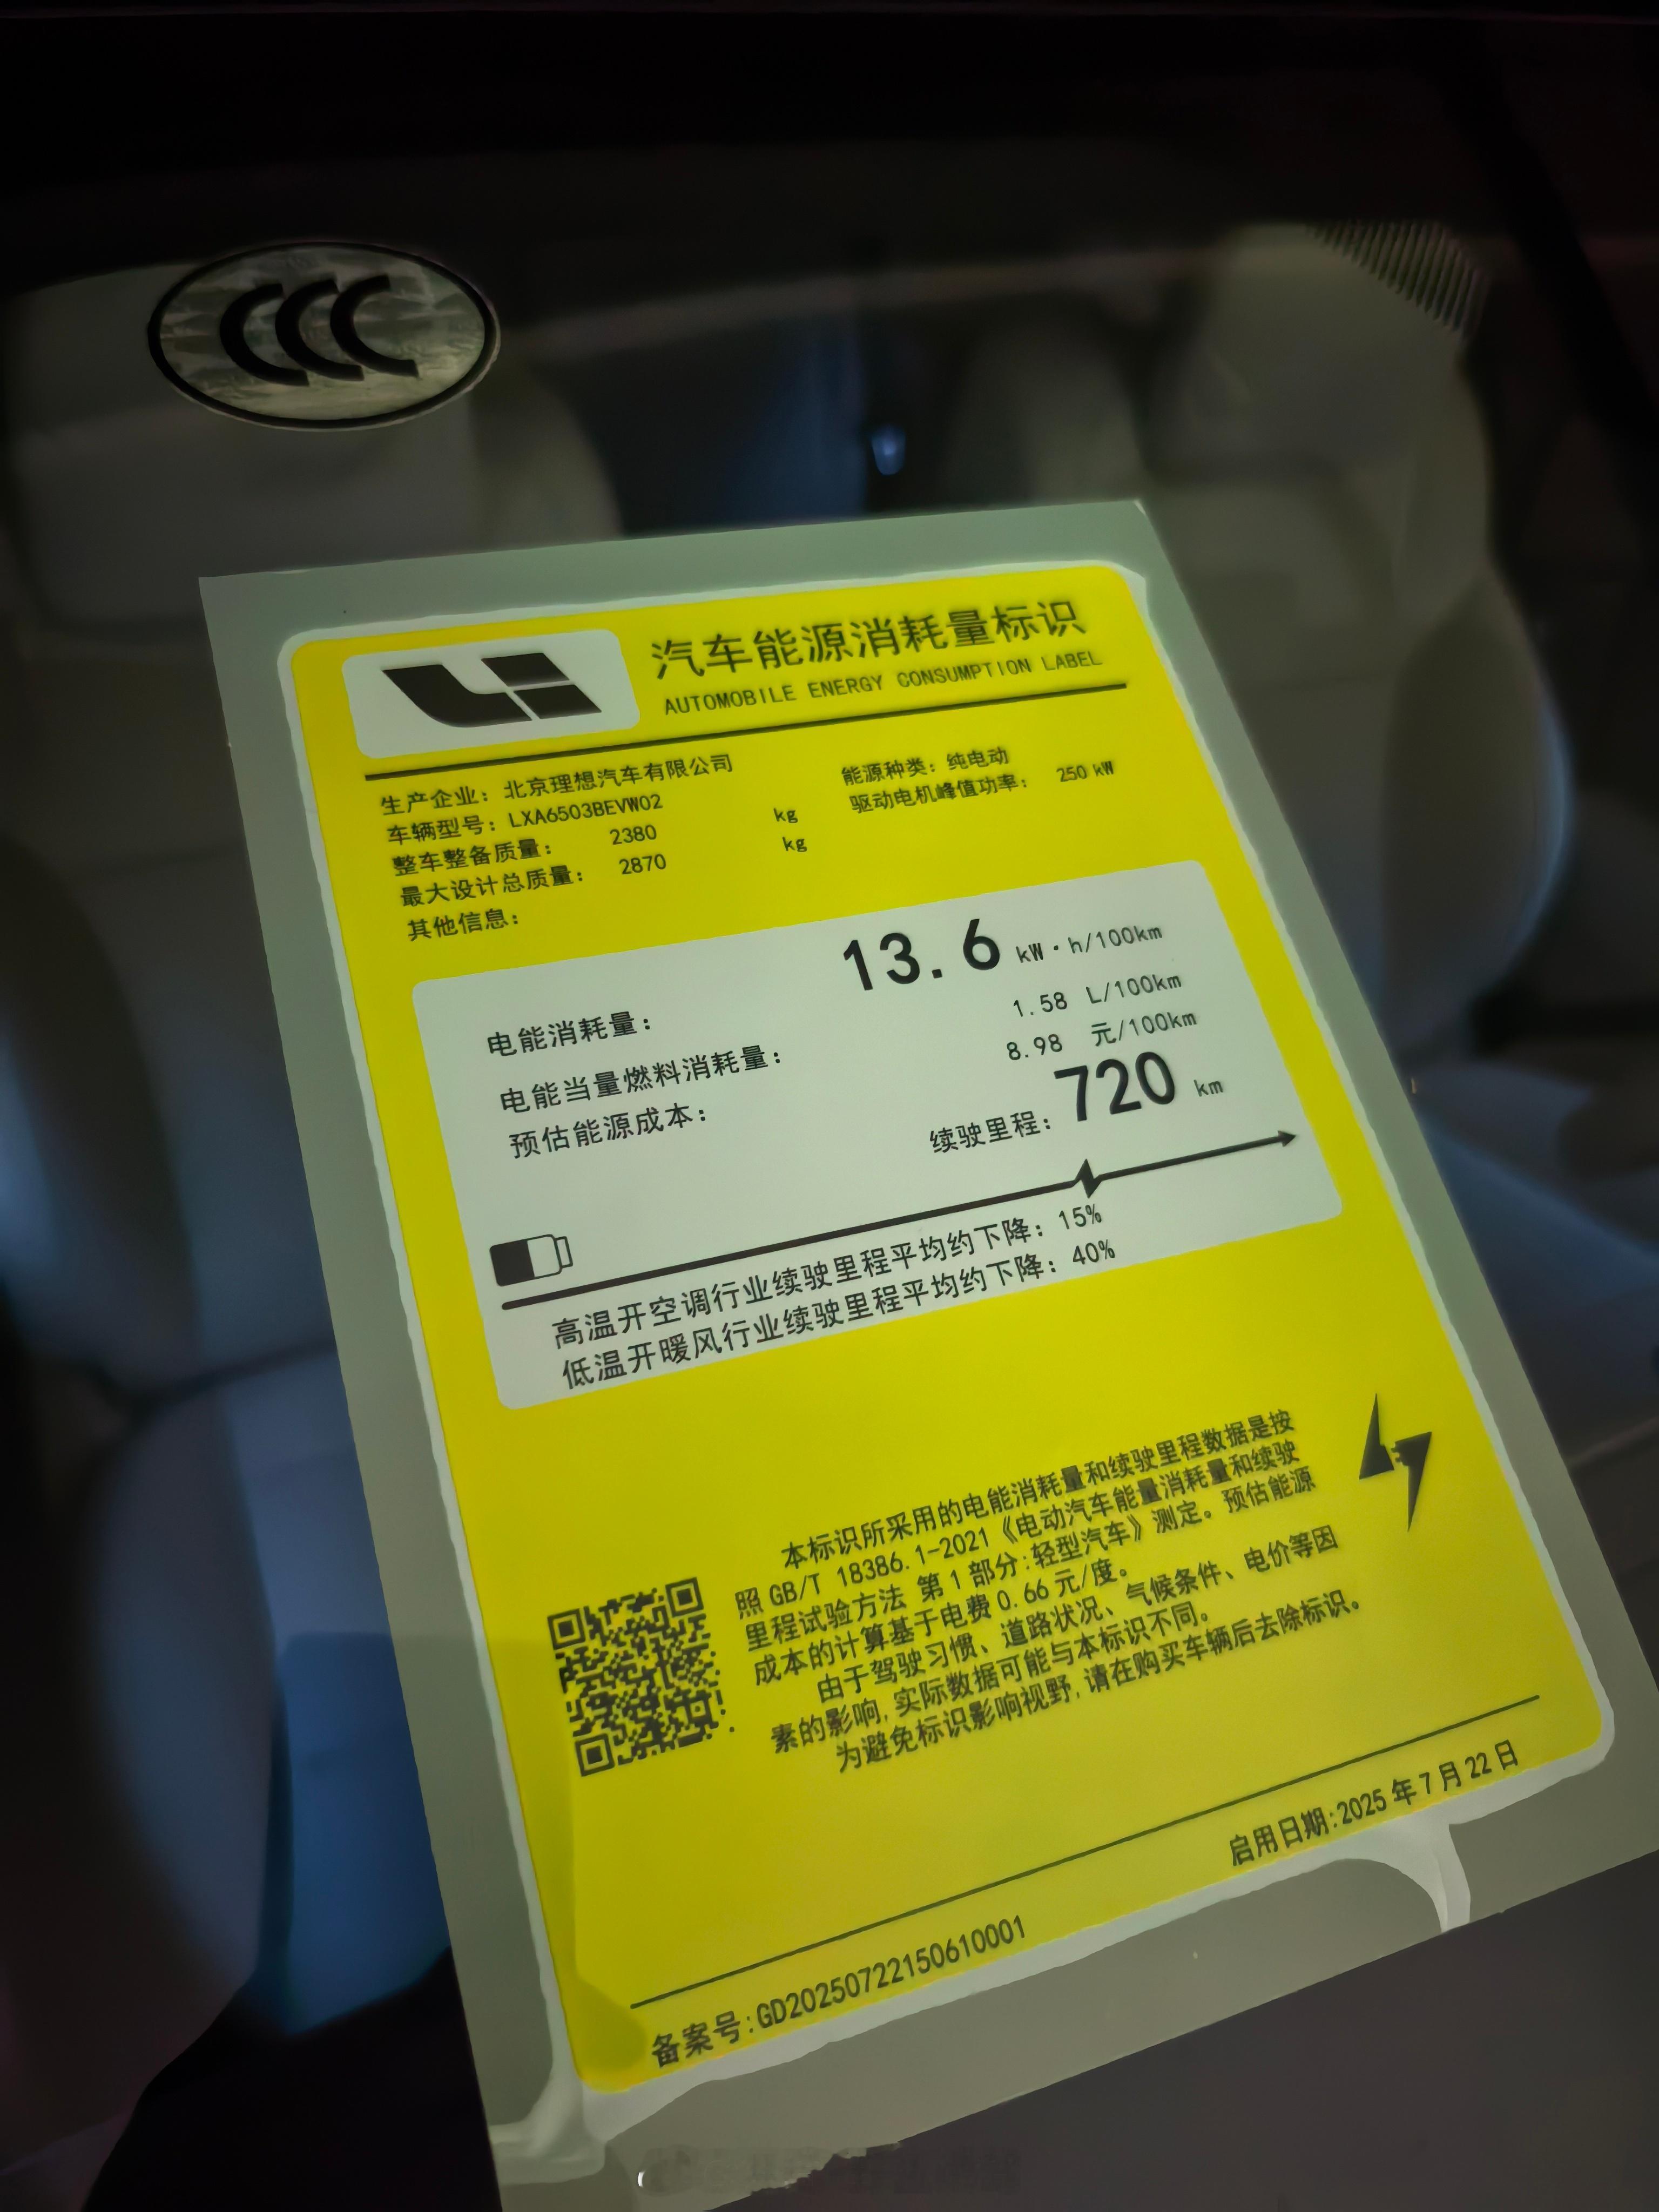 CCC
汽车能源消耗量标识
AUTOMOBILE ENERGY CONSUMPTION LABEL
生产企业：北京理想汽车有限公司
能源种类：纯电动
车辆型号：LXA6503BEVW02
驱动电机峰值功率： 250 kW
整车整备质量： 2380 kg
最大设计总质量： 2870 kg
其他信息：
电能消耗量： 13.6 kW·h/100km
电能当量燃料消耗量： 1.58 L/100km
预估能源成本： 8.98 元/100km
续驶里程：720 km
高温开空调行业续驶里程平均约下降：15%
低温开暖风行业续驶里程平均约下降：40%
本标识所采用的电能消耗量和续驶里程数据是按
照 GB/T 18386.1-2021《电动汽车能量消耗量和续驶
里程试验方法 第 1 部分:轻型汽车》测定。预估能源
成本的计算基于电费 0.66 元/度。
由于驾驶习惯、道路状况、气候条件、电价等因
素的影响,实际数据可能与本标识不同。
为避免标识影响视野,请在购买车辆后去除标识。
启用日期:2025 年 7 月 22 日
备案号:GD20250722150610001